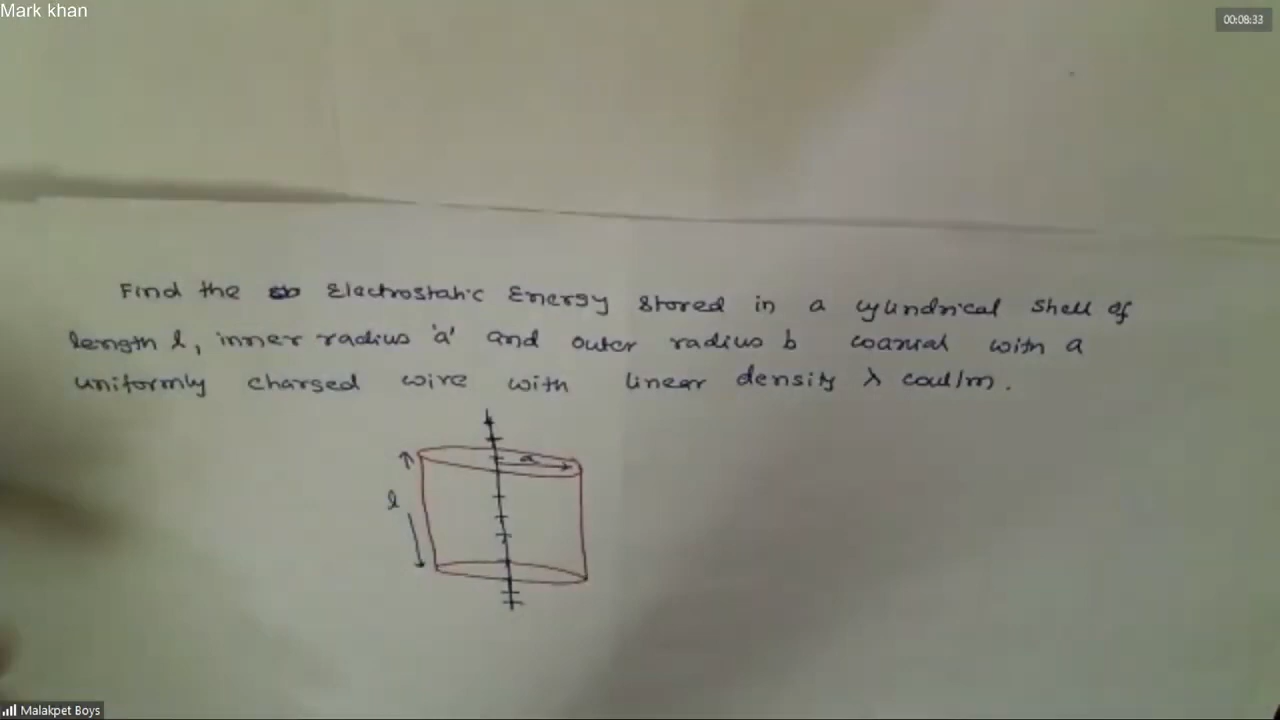 Mark khan
00:08:33
Find the Electrostatic Energy stored in a cylindrical shell of
length l, inner radius 'a' and outer radius b coaxial with a
uniformly charged wire with linear density λ coul/m.
a
l
Malakpet Boys